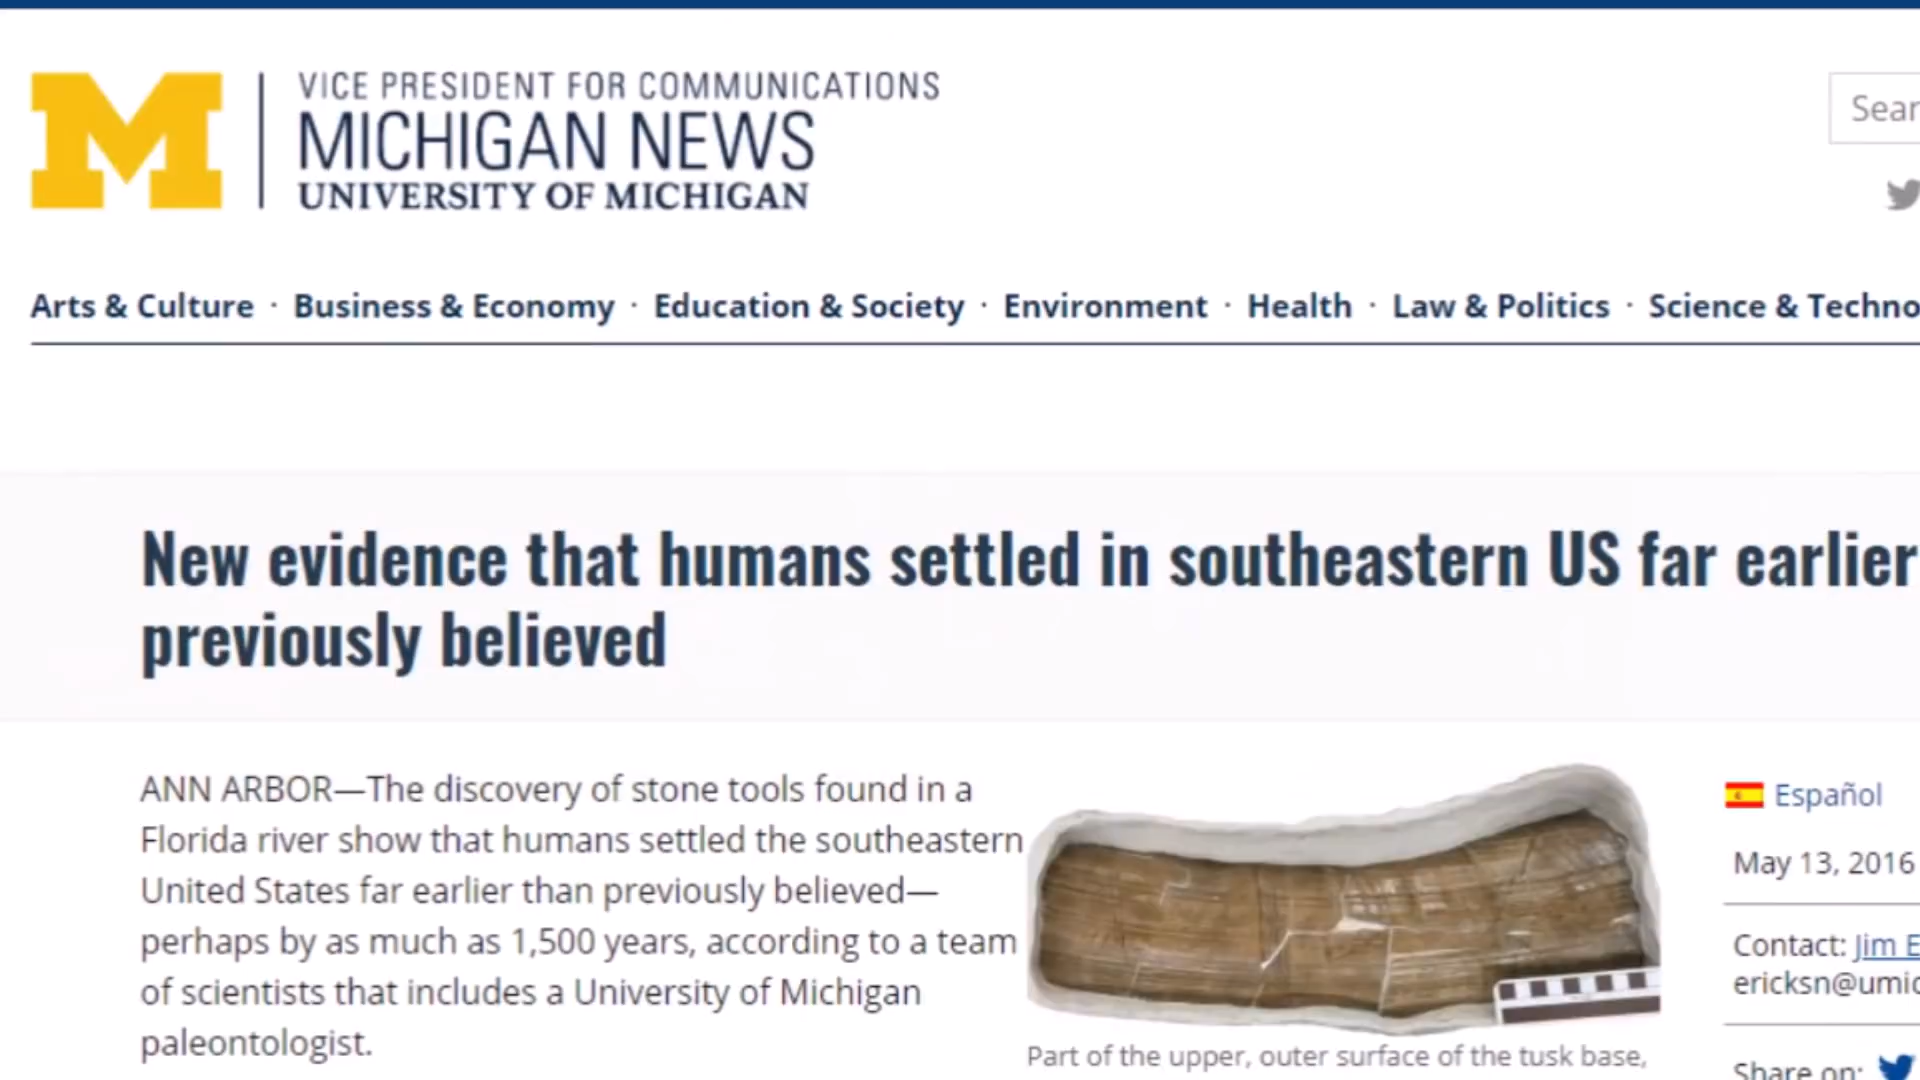 VICE PRESIDENT FOR COMMUNICATIONS
MICHIGAN NEWS
UNIVERSITY OF MICHIGAN
Sear
Arts & Culture · Business & Economy · Education & Society · Environment · Health · Law & Politics · Science & Techno
New evidence that humans settled in southeastern US far earlier
previously believed
ANN ARBOR—The discovery of stone tools found in a
Florida river show that humans settled the southeastern
United States far earlier than previously believed—
perhaps by as much as 1,500 years, according to a team
of scientists that includes a University of Michigan
paleontologist.
Part of the upper, outer surface of the tusk base,
Español
May 13, 2016
Contact: Jim E
ericksn@umic
Share on: